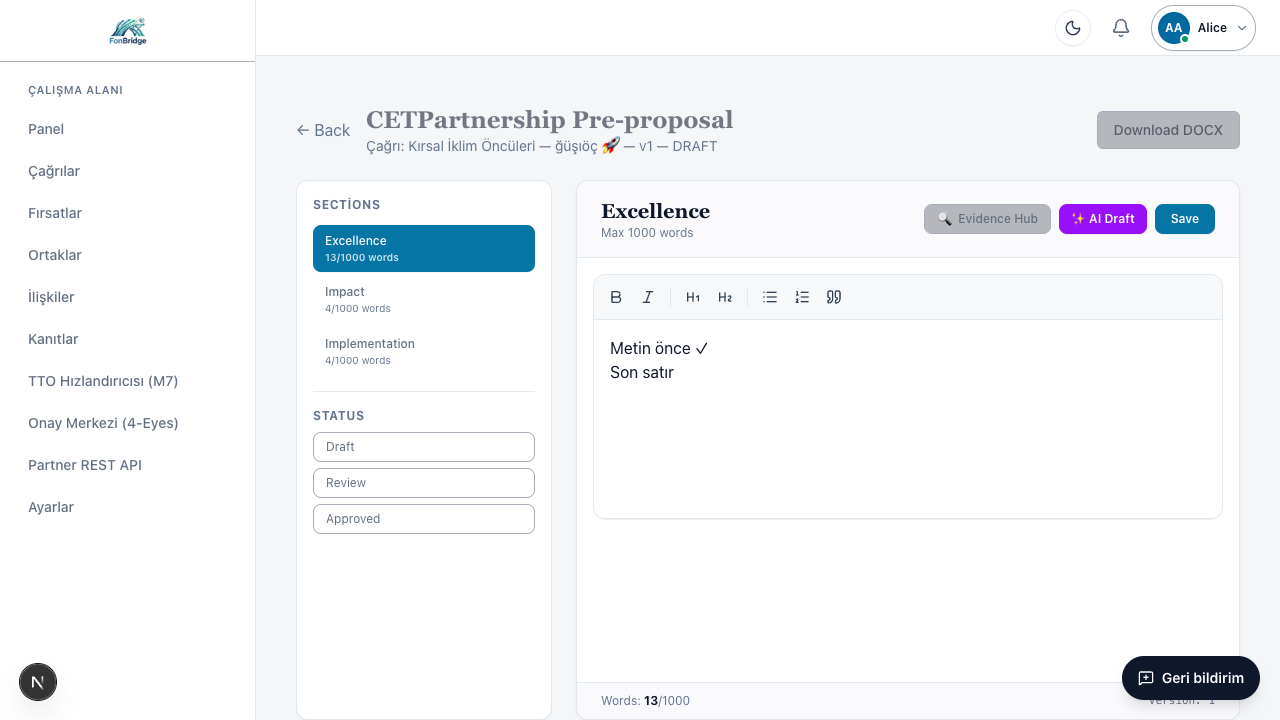 FonBridge
ÇALIŞMA ALANI
Panel
Çağrılar
Fırsatlar
Ortaklar
İlişkiler
Kanıtlar
TTO Hızlandırıcısı (M7)
Onay Merkezi (4-Eyes)
Partner REST API
Ayarlar
N
AA Alice
← Back
CETPartnership Pre-proposal
Çağrı: Kırsal İklim Öncüleri — ğüşıöç 🚀 — v1 — DRAFT
Download DOCX
SECTİONS
Excellence
13/1000 words
Impact
4/1000 words
Implementation
4/1000 words
STATUS
Draft
Review
Approved
Excellence
Max 1000 words
🔍 Evidence Hub
✨ AI Draft
Save
B I H1 H2
Metin önce ✓
Son satır
Words: 13/1000
Version: 1
Geri bildirim